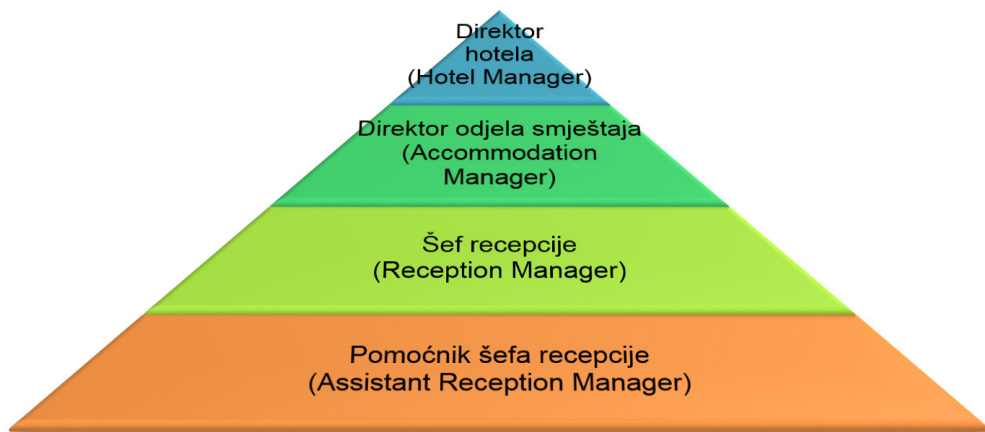 Direktor
hotela
(Hotel Manager)
Direktor odjela smještaja
(Accommodation
Manager)
Šef recepcije
(Reception Manager)
Pomoćnik šefa recepcije
(Assistant Reception Manager)